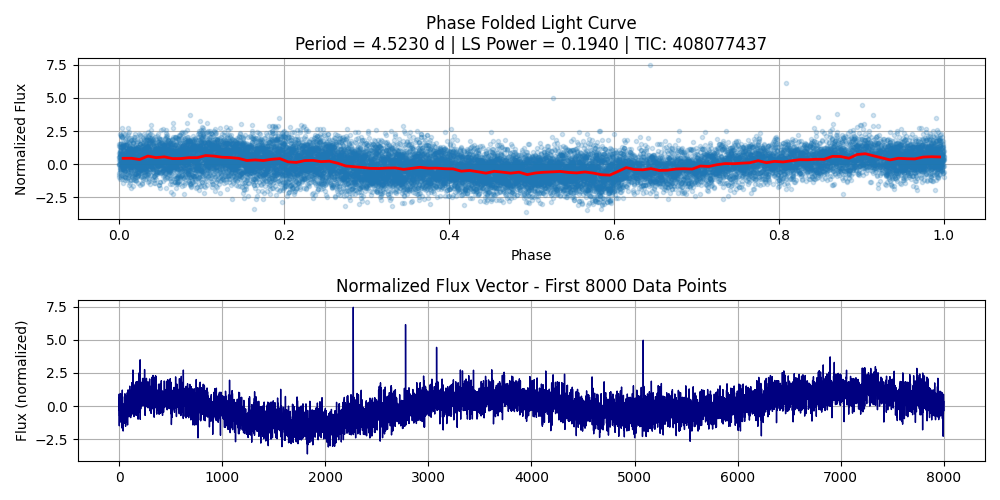 Phase Folded Light Curve
Period = 4.5230 d | LS Power = 0.1940 | TIC: 408077437
Normalized Flux
7.5
5.0
2.5
0.0
−2.5
0.0 0.2 0.4 0.6 0.8 1.0
Phase
Normalized Flux Vector - First 8000 Data Points
Flux (normalized)
7.5
5.0
2.5
0.0
−2.5
0 1000 2000 3000 4000 5000 6000 7000 8000